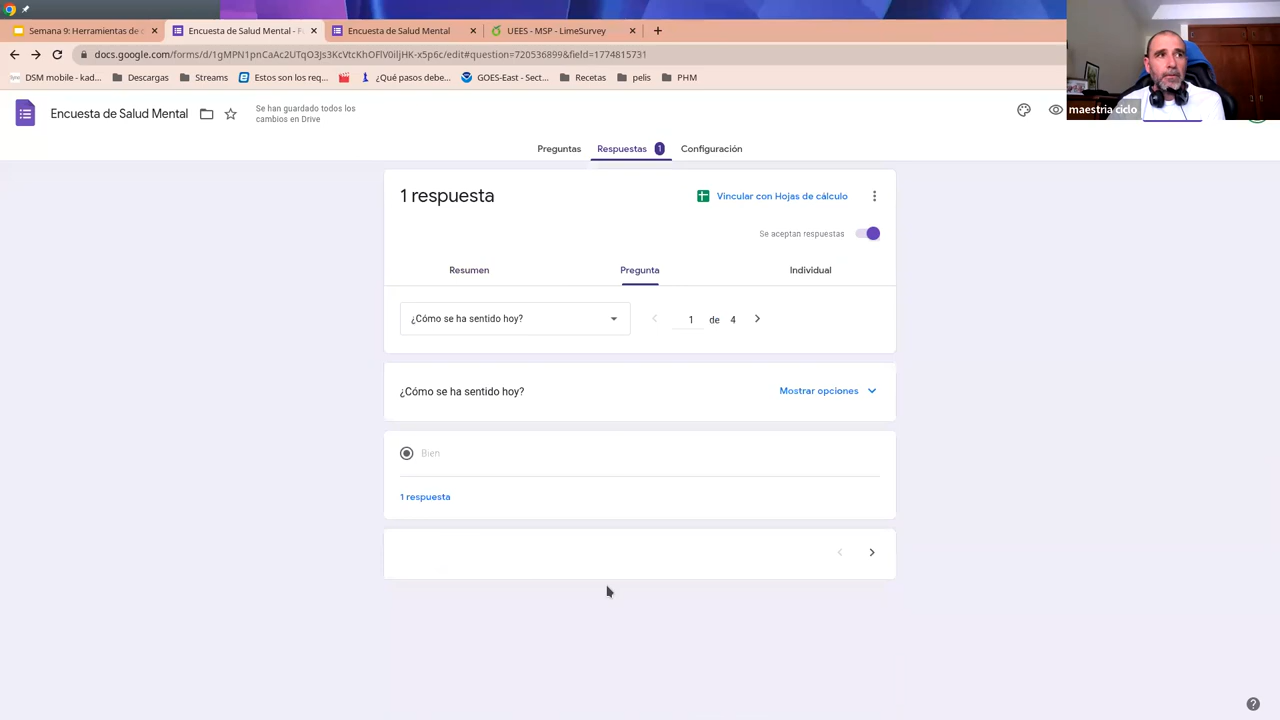 Semana 9: Herramientas de c
Encuesta de Salud Mental - F
Encuesta de Salud Mental
UEES - MSP - LimeSurvey
docs.google.com/forms/d/1gMPN1pnCaAc2UTqO3Js3KcVtcKhOFlV0iljHK-x5p6c/edit#question=720536899&field=1774815731
DSM mobile - kad...
Descargas
Streams
Estos son los req...
¿Qué pasos debe...
GOES-East - Sect...
Recetas
pelis
PHM
maestria ciclo
Encuesta de Salud Mental
Se han guardado todos los
cambios en Drive
Preguntas
Respuestas 1
Configuración
1 respuesta
Vincular con Hojas de cálculo
Se aceptan respuestas
Resumen
Pregunta
Individual
¿Cómo se ha sentido hoy?
1 de 4
¿Cómo se ha sentido hoy?
Mostrar opciones
Bien
1 respuesta